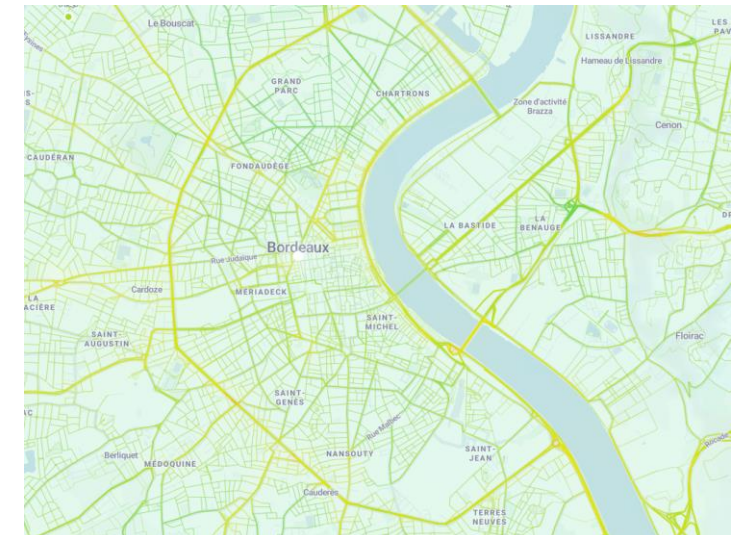 Le Bouscat
LISSANDRE
LES
PAV
Hameau de Lissandre
GRAND
PARC
CHARTRONS
Zone d'activité
Brazza
Cenon
CAUDÉRAN
FONDAUDÈGE
LA BASTIDE
LA
BENAUGE
Bordeaux
Rue Judaïque
Cardoze
MÉRIADECK
LA
ACIÈRE
SAINT-
MICHEL
SAINT-
AUGUSTIN
Floirac
SAINT-
GENÈS
Rue Malbec
Rocade
Berliquet
MÉDOQUINE
NANSOUTY
SAINT-
JEAN
Cauderès
TERRES
NEUVES